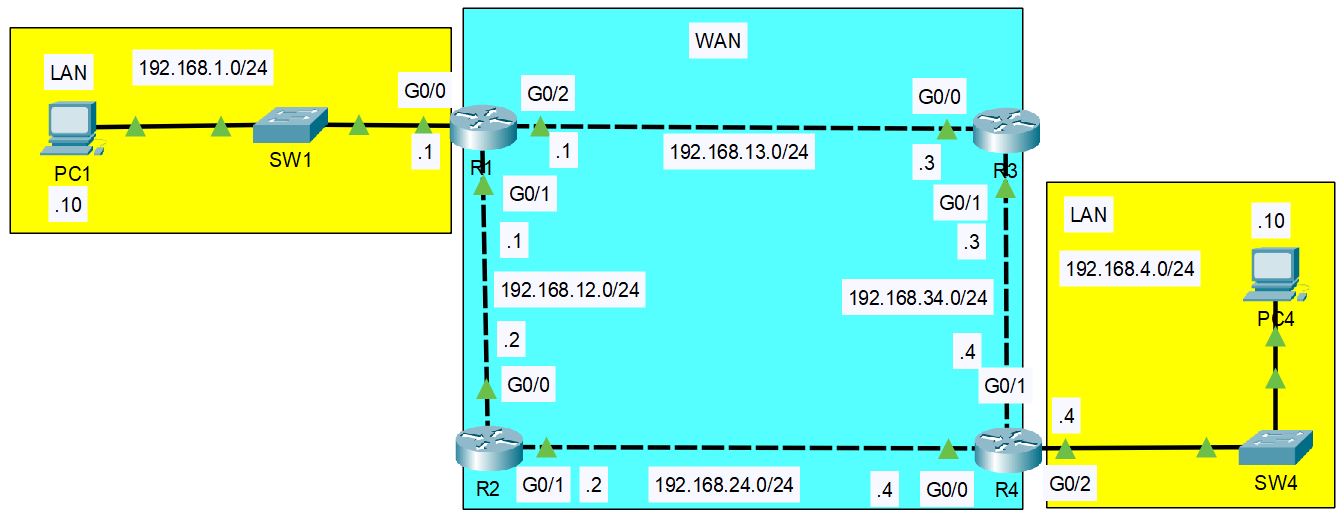 WAN
LAN
192.168.1.0/24
G0/0
G0/2
G0/0
SW1
.1
R1
.1
192.168.13.0/24
.3
R3
PC1
.10
G0/1
.1
G0/1
.3
LAN
.10
192.168.4.0/24
192.168.12.0/24
192.168.34.0/24
PC4
.2
.4
G0/0
G0/1
.4
R2
G0/1
.2
192.168.24.0/24
.4
G0/0
R4
G0/2
SW4